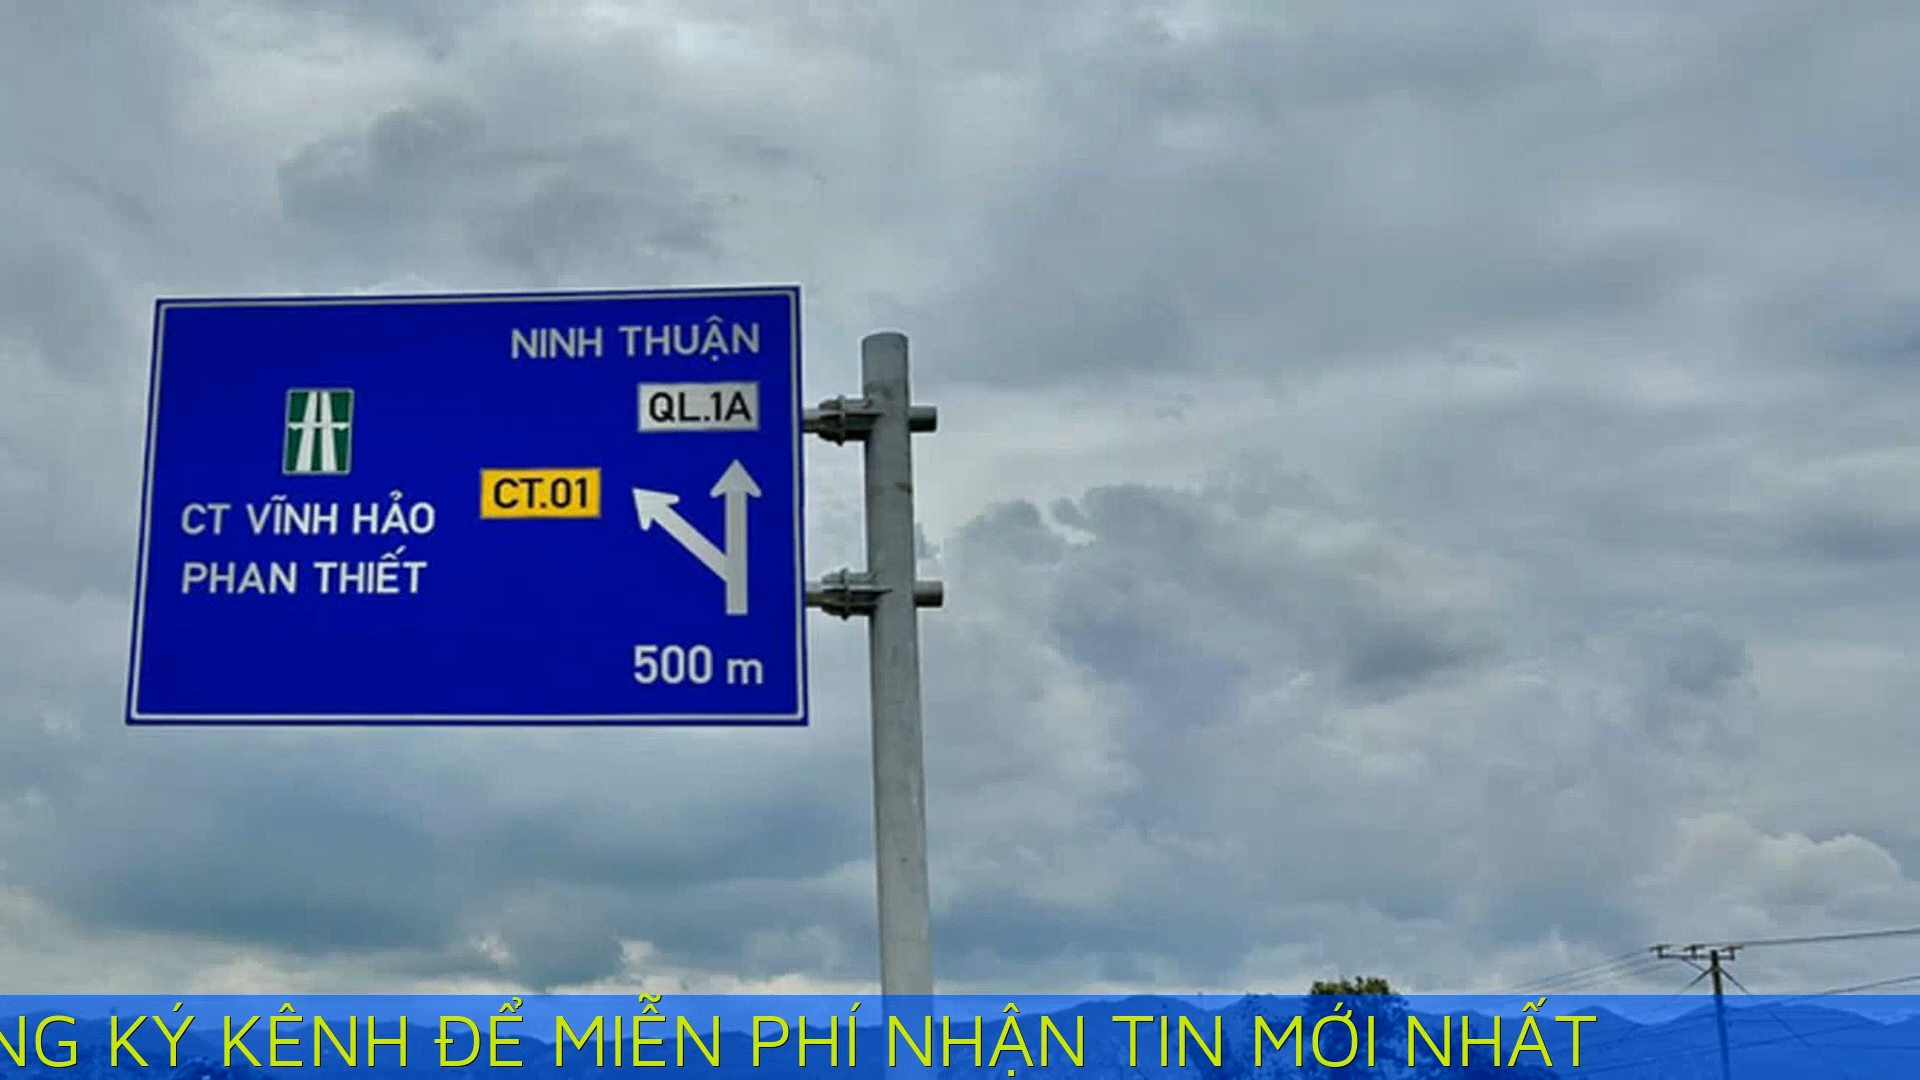 NINH THUẬN
QL.1A
CT.01
CT VĨNH HẢO
PHAN THIẾT
500 m
NG KÝ KÊNH ĐỂ MIỄN PHÍ NHẬN TIN MỚI NHẤT